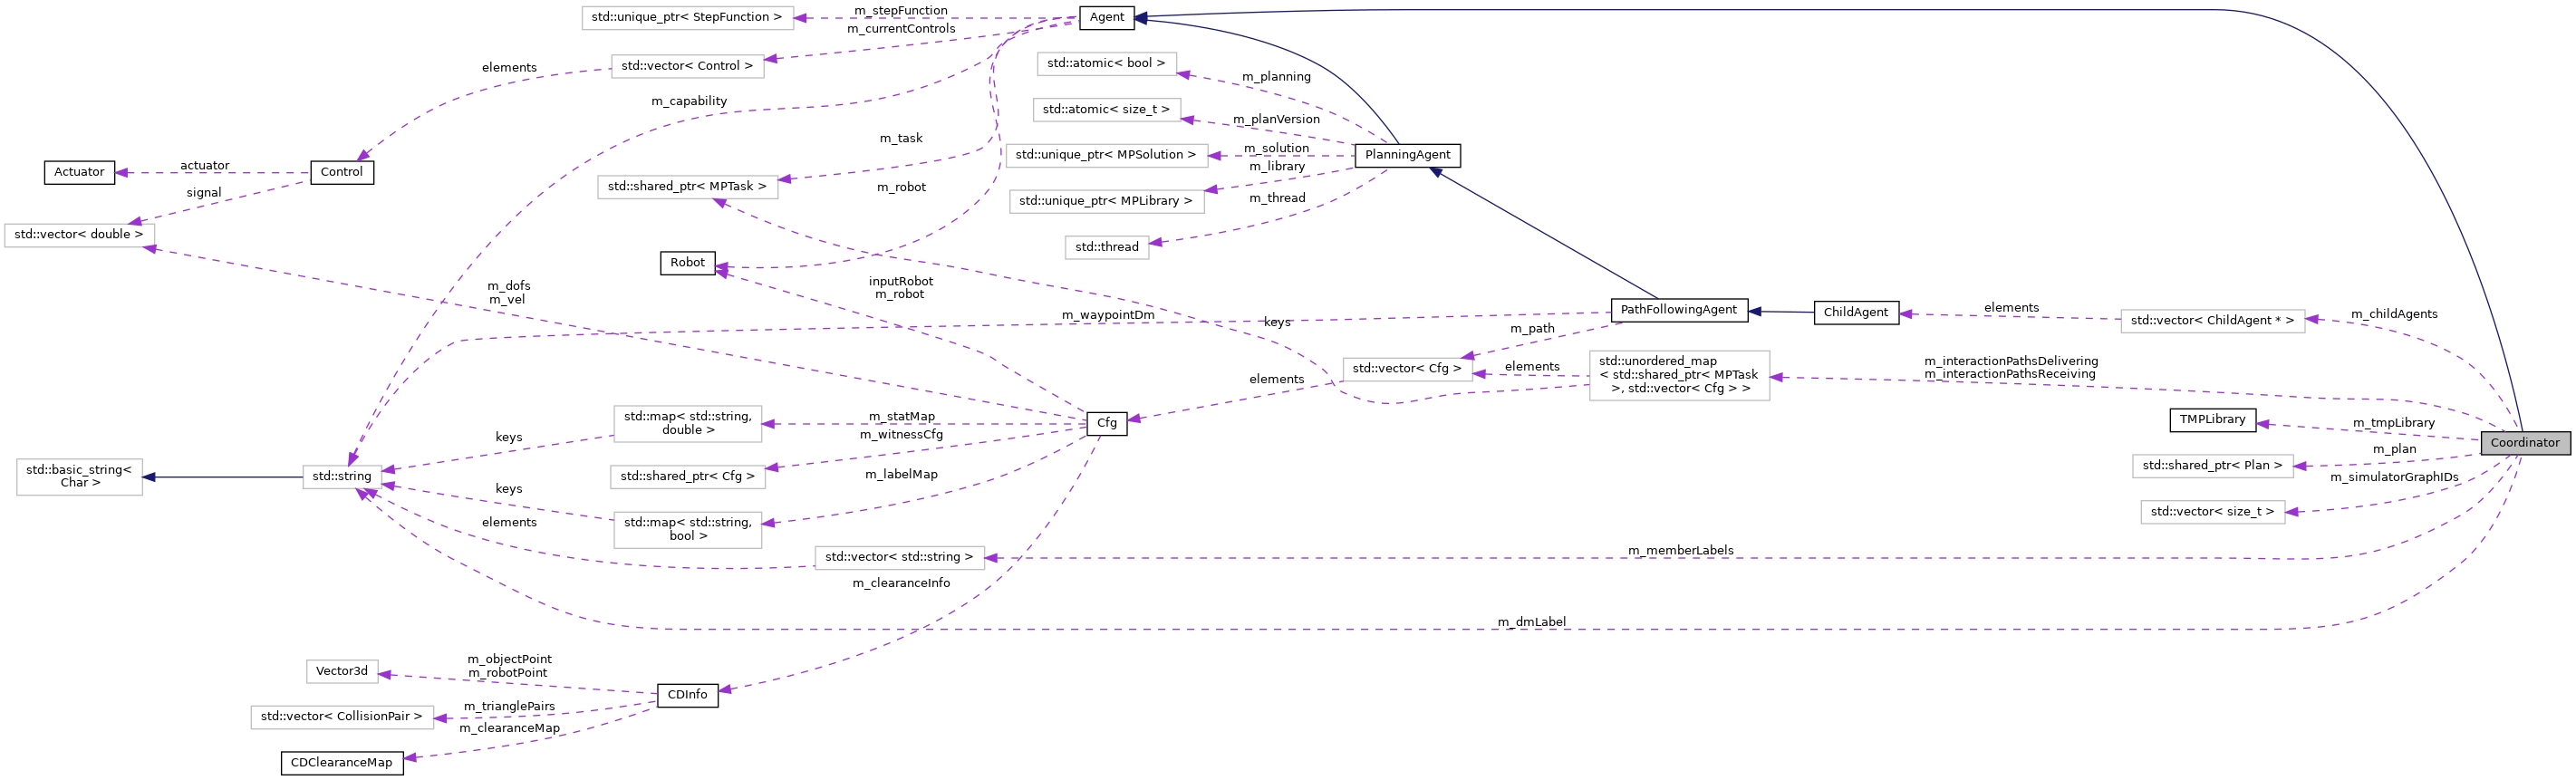 std::unique_ptr< StepFunction >
m_stepFunction
Agent
m_currentControls
std::vector< Control >
elements
std::atomic< bool >
m_planning
m_capability
std::atomic< size_t >
m_planVersion
m_task
std::unique_ptr< MPSolution >
m_solution
PlanningAgent
m_library
Actuator
actuator
Control
signal
std::shared_ptr< MPTask >
m_robot
std::unique_ptr< MPLibrary >
m_thread
std::vector< double >
std::thread
Robot
m_dofs
m_vel
inputRobot
m_robot
m_waypointDm
keys
PathFollowingAgent
ChildAgent
elements
std::vector< ChildAgent * >
m_childAgents
m_path
std::vector< Cfg >
elements
std::unordered_map
< std::shared_ptr< MPTask
>, std::vector< Cfg > >
m_interactionPathsDelivering
m_interactionPathsReceiving
elements
std::map< std::string,
double >
m_statMap
Cfg
TMPLibrary
m_tmpLibrary
Coordinator
keys
m_witnessCfg
m_plan
std::basic_string<
Char >
std::string
std::shared_ptr< Cfg >
m_labelMap
std::shared_ptr< Plan >
m_simulatorGraphIDs
keys
elements
std::map< std::string,
bool >
std::vector< size_t >
std::vector< std::string >
m_memberLabels
m_clearanceInfo
m_dmLabel
Vector3d
m_objectPoint
m_robotPoint
CDInfo
std::vector< CollisionPair >
m_trianglePairs
m_clearanceMap
CDClearanceMap